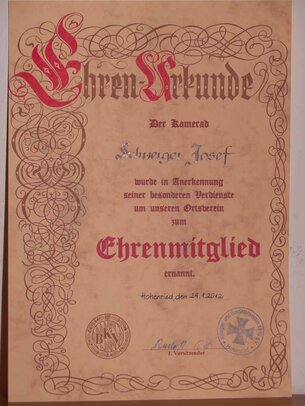 Ehren-Urkunde
Der Kamerad
Schweiger Josef
wurde in Anerkennung
seiner besonderen Verdienste
um unseren Ortsverein
zum
Ehrenmitglied
ernannt.
Hohenried, den 29.1.2012
1. Vorsitzender